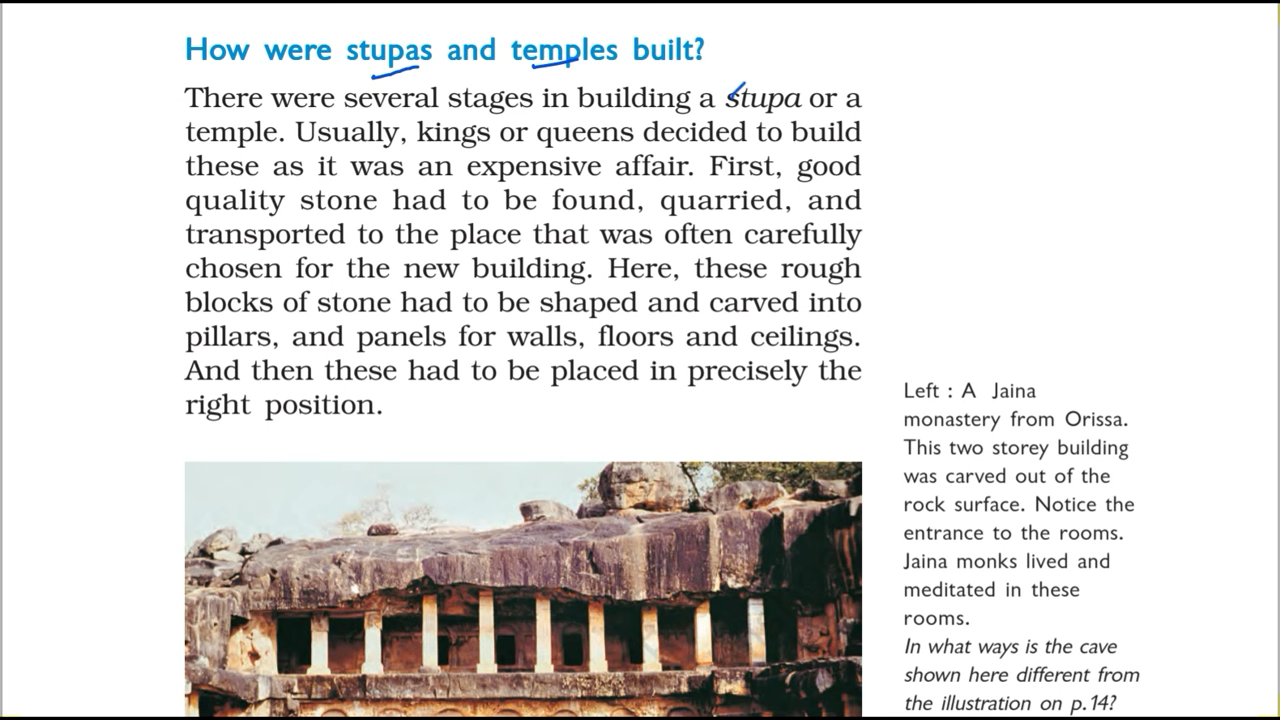 How were stupas and temples built?
There were several stages in building a stupa or a
temple. Usually, kings or queens decided to build
these as it was an expensive affair. First, good
quality stone had to be found, quarried, and
transported to the place that was often carefully
chosen for the new building. Here, these rough
blocks of stone had to be shaped and carved into
pillars, and panels for walls, floors and ceilings.
And then these had to be placed in precisely the
right position.
Left : A Jaina
monastery from Orissa.
This two storey building
was carved out of the
rock surface. Notice the
entrance to the rooms.
Jaina monks lived and
meditated in these
rooms.
In what ways is the cave
shown here different from
the illustration on p.14?